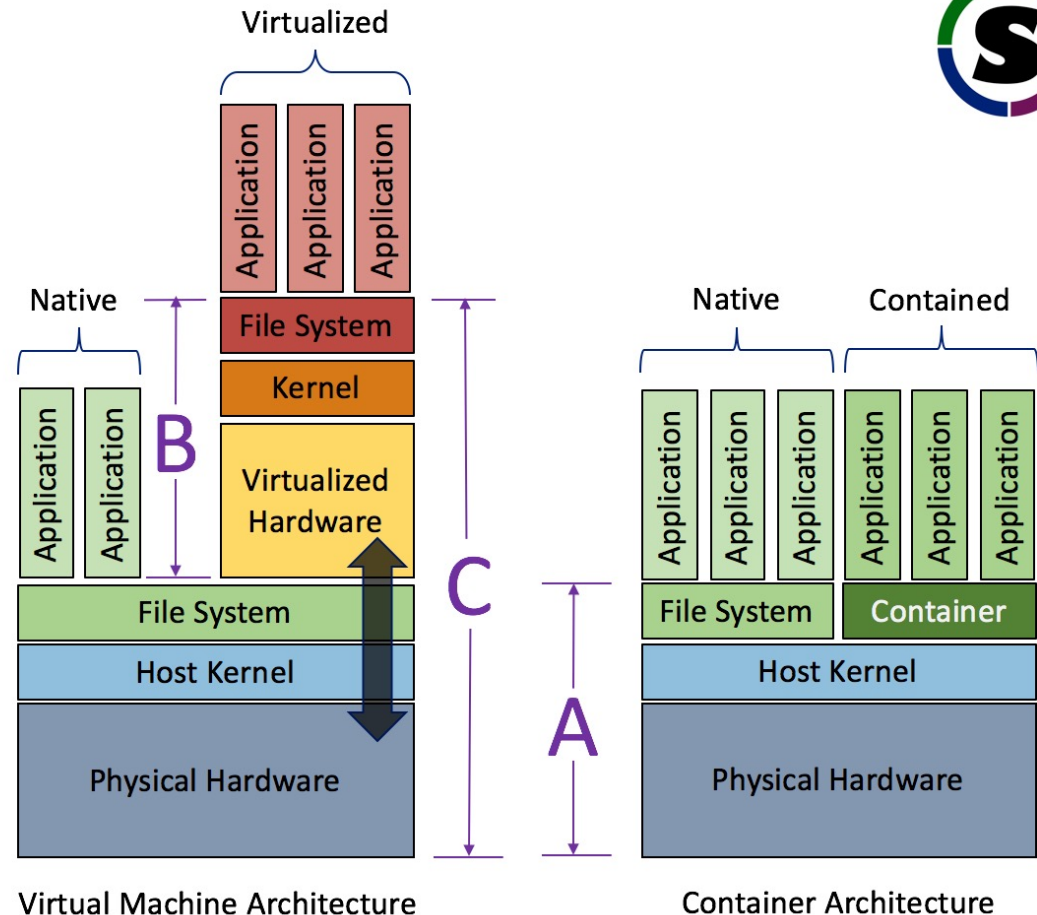 Virtualized
S
Application
Application
Application
Native
File System
Kernel
Virtualized
Hardware
Application
Application
B
C
File System
Host Kernel
Physical Hardware
Virtual Machine Architecture
Native
Contained
Application
Application
Application
Application
Application
Application
File System
Container
A
Host Kernel
Physical Hardware
Container Architecture